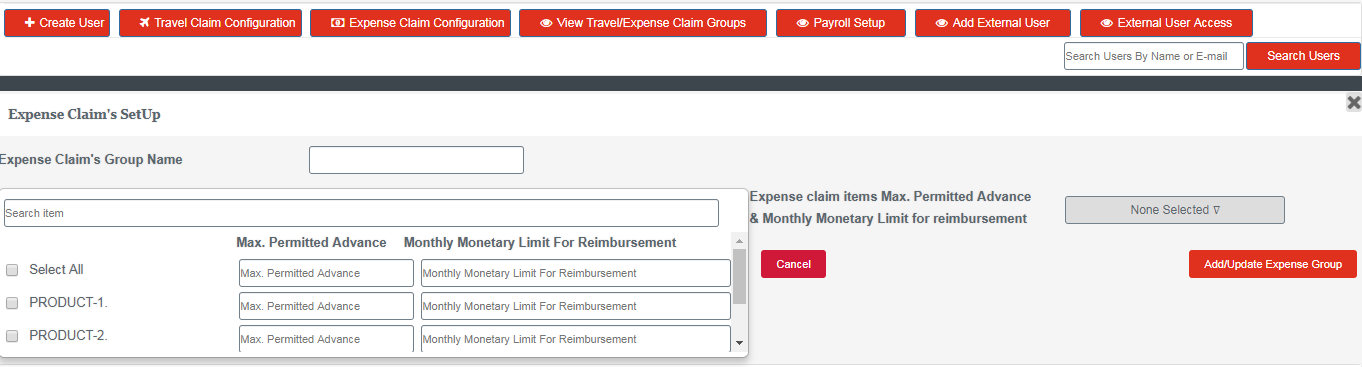 Create User Travel Claim Configuration Expense Claim Configuration View Travel/Expense Claim Groups Payroll Setup Add External User External User Access
Search Users By Name or E-mail Search Users
Expense Claim's SetUp
Expense Claim's Group Name
Search item
Max. Permitted Advance Monthly Monetary Limit For Reimbursement
Select All Max. Permitted Advance Monthly Monetary Limit For Reimbursement
PRODUCT-1. Max. Permitted Advance Monthly Monetary Limit For Reimbursement
PRODUCT-2. Max. Permitted Advance Monthly Monetary Limit For Reimbursement
Expense claim items Max. Permitted Advance
& Monthly Monetary Limit for reimbursement
None Selected ∇
Cancel Add/Update Expense Group